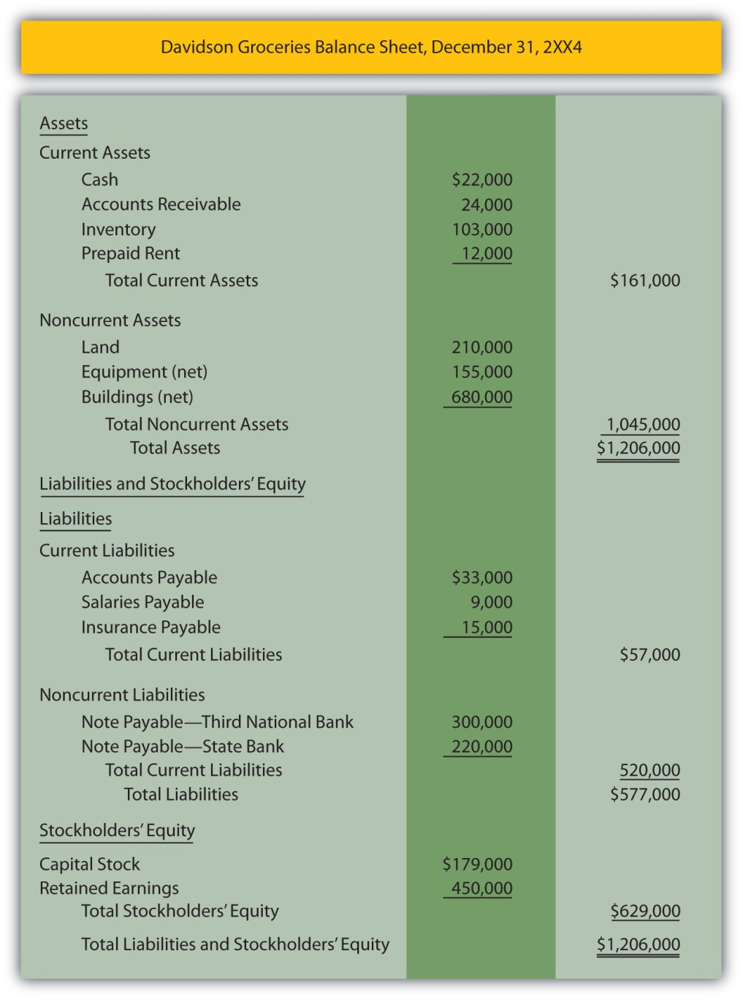 Davidson Groceries Balance Sheet, December 31, 2XX4
Assets
Current Assets
Cash $22,000
Accounts Receivable 24,000
Inventory 103,000
Prepaid Rent 12,000
Total Current Assets $161,000
Noncurrent Assets
Land 210,000
Equipment (net) 155,000
Buildings (net) 680,000
Total Noncurrent Assets 1,045,000
Total Assets $1,206,000
Liabilities and Stockholders’ Equity
Liabilities
Current Liabilities
Accounts Payable $33,000
Salaries Payable 9,000
Insurance Payable 15,000
Total Current Liabilities $57,000
Noncurrent Liabilities
Note Payable—Third National Bank 300,000
Note Payable—State Bank 220,000
Total Current Liabilities 520,000
Total Liabilities $577,000
Stockholders’ Equity
Capital Stock $179,000
Retained Earnings 450,000
Total Stockholders’ Equity $629,000
Total Liabilities and Stockholders’ Equity $1,206,000